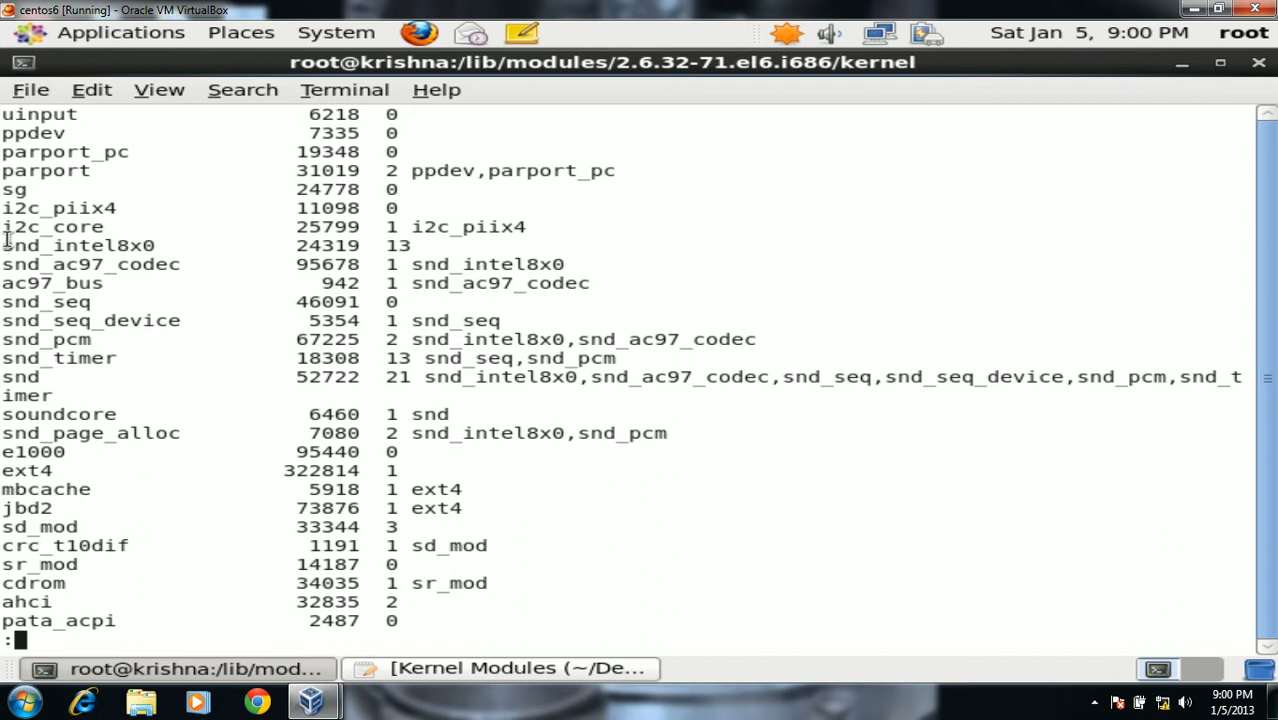 centos6 [Running] - Oracle VM VirtualBox
Applications Places System Sat Jan 5, 9:00 PM root
root@krishna:/lib/modules/2.6.32-71.el6.i686/kernel
File Edit View Search Terminal Help
uinput 6218 0
ppdev 7335 0
parport_pc 19348 0
parport 31019 2 ppdev,parport_pc
sg 24778 0
i2c_piix4 11098 0
i2c_core 25799 1 i2c_piix4
snd_intel8x0 24319 13
snd_ac97_codec 95678 1 snd_intel8x0
ac97_bus 942 1 snd_ac97_codec
snd_seq 46091 0
snd_seq_device 5354 1 snd_seq
snd_pcm 67225 2 snd_intel8x0,snd_ac97_codec
snd_timer 18308 13 snd_seq,snd_pcm
snd 52722 21 snd_intel8x0,snd_ac97_codec,snd_seq,snd_seq_device,snd_pcm,snd_t
imer
soundcore 6460 1 snd
snd_page_alloc 7080 2 snd_intel8x0,snd_pcm
e1000 95440 0
ext4 322814 1
mbcache 5918 1 ext4
jbd2 73876 1 ext4
sd_mod 33344 3
crc_t10dif 1191 1 sd_mod
sr_mod 14187 0
cdrom 34035 1 sr_mod
ahci 32835 2
pata_acpi 2487 0
:
root@krishna:/lib/mod... [Kernel Modules (~/De...
9:00 PM
1/5/2013